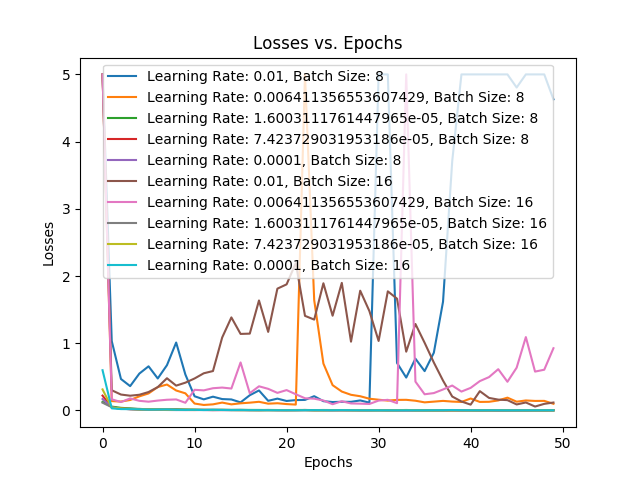 Losses vs. Epochs
Learning Rate: 0.01, Batch Size: 8
Learning Rate: 0.006411356553607429, Batch Size: 8
Learning Rate: 1.6003111761447965e-05, Batch Size: 8
Learning Rate: 7.423729031953186e-05, Batch Size: 8
Learning Rate: 0.0001, Batch Size: 8
Learning Rate: 0.01, Batch Size: 16
Learning Rate: 0.006411356553607429, Batch Size: 16
Learning Rate: 1.6003111761447965e-05, Batch Size: 16
Learning Rate: 7.423729031953186e-05, Batch Size: 16
Learning Rate: 0.0001, Batch Size: 16
5
4
3
2
1
0
Losses
0 10 20 30 40 50
Epochs